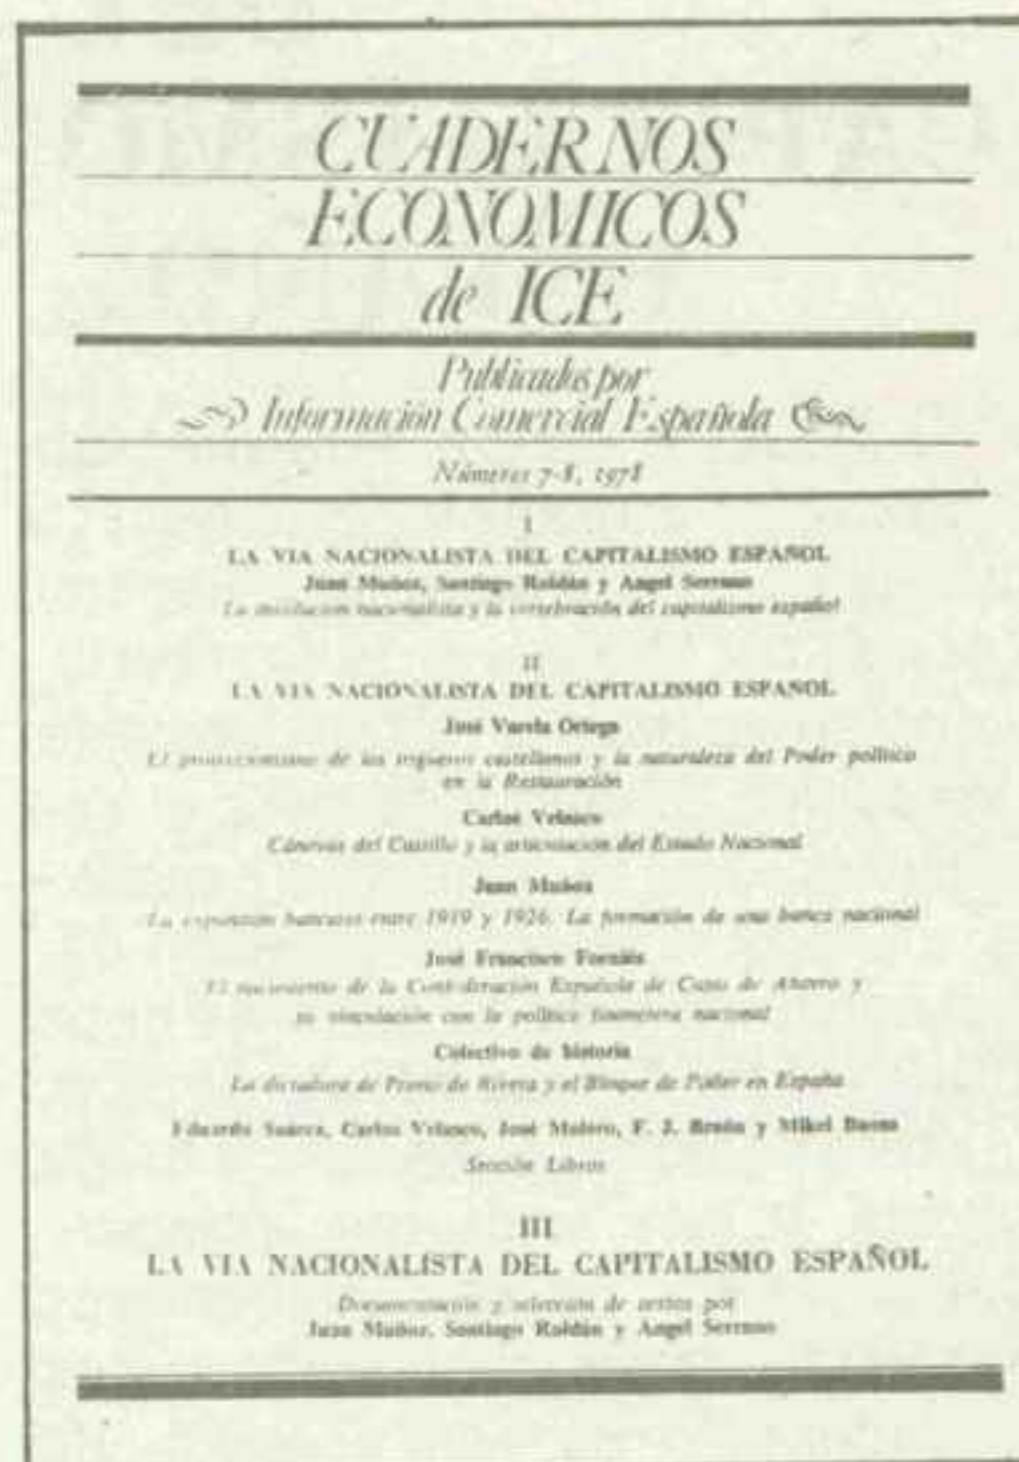 CUADERNOS
ECONOMICOS
de ICE
Publicados por
Información Comercial Española
Números 7-8, 1978
I
LA VIA NACIONALISTA DEL CAPITALISMO ESPAÑOL
Juan Muñoz, Santiago Roldán y Angel Serrano
La involucion nacionalista y la vertebración del capitalismo español
II
LA VIA NACIONALISTA DEL CAPITALISMO ESPAÑOL
José Varela Ortega
El proteccionismo de los trigueros castellanos y la naturaleza del Poder político
en la Restauración
Carlos Velasco
Cánovas del Castillo y la articulación del Estado Nacional
Juan Muñoz
La expansión bancaria entre 1919 y 1926. La formación de una banca nacional
José Francisco
El nacimiento de la Confederación Española de Cajas de Ahorro y
su vinculación con la política financiera nacional
Colectivo de historia
La dictadura de Primo de Rivera y el Bloque de Poder en España
Eduardo Suárez, Carlos Velasco, José Molero, F. J. Braña y Mikel Buesa
Sección Libros
III
LA VIA NACIONALISTA DEL CAPITALISMO ESPAÑOL
Documentación y selección de textos por
Juan Muñoz, Santiago Roldán y Angel Serrano